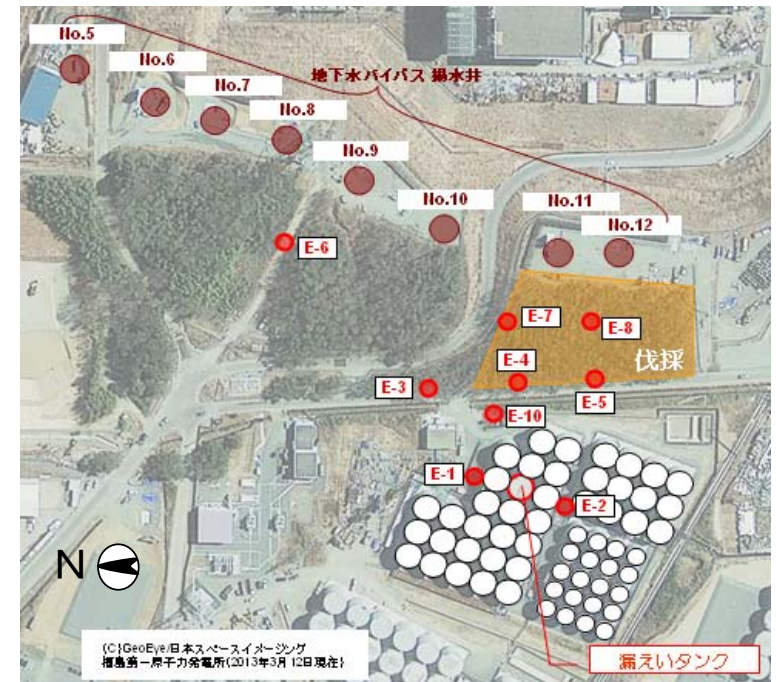 No.5
No.6
地下水バイパス 揚水井
No.7
No.8
No.9
No.10
No.11
No.12
E-6
E-7
E-8
伐採
E-4
E-3
E-5
E-10
E-1
E-2
N
(C)GeoEye/日本スペースイメージング
福島第一原子力発電所(2013年3月12日現在)
漏えいタンク